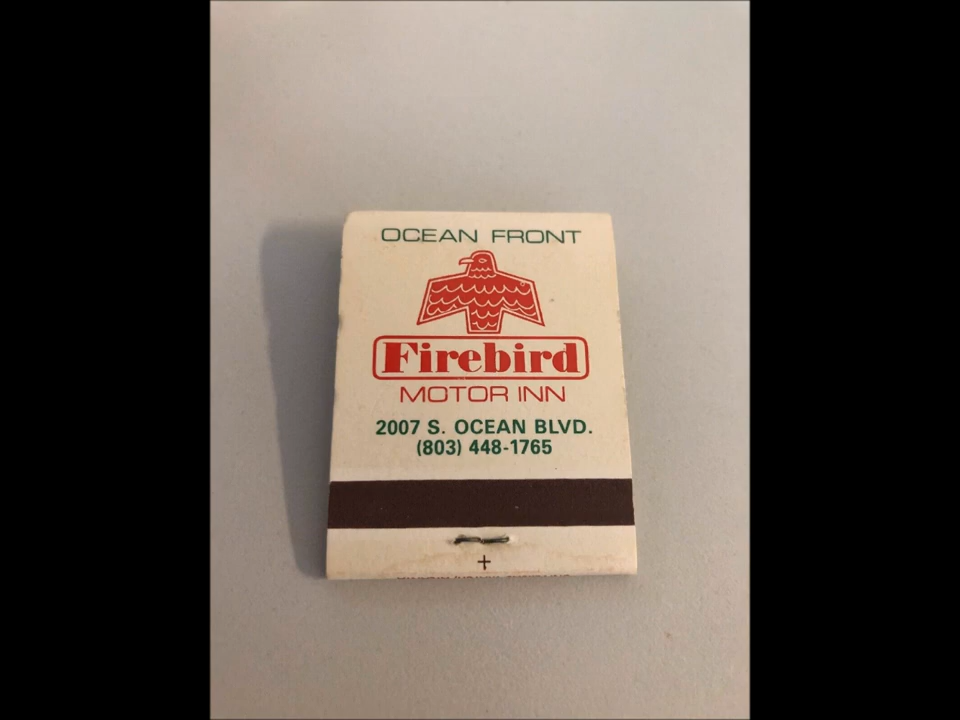 OCEAN FRONT
Firebird
MOTOR INN
2007 S. OCEAN BLVD.
(803) 448-1765